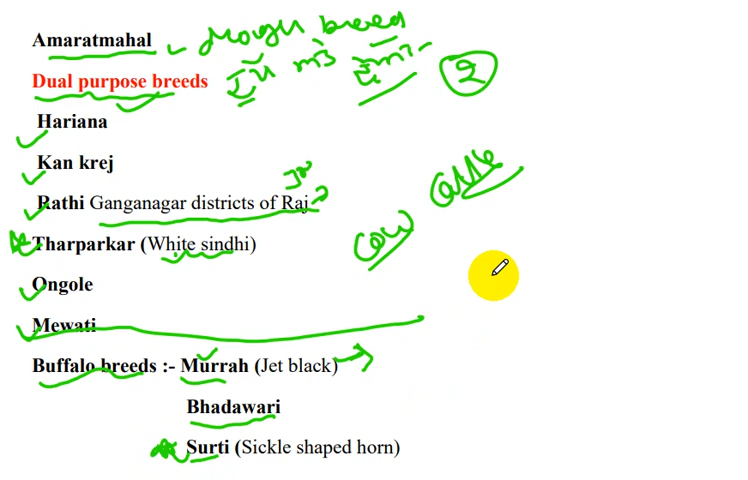 Amaratmahal Draught breed
Dual purpose breeds दूध 2
Hariana
Kan krej
Rathi Ganganagar districts of Raj
Cattle
Tharparkar (White sindhi) Cow
Ongole
Mewati
Buffalo breeds :- Murrah (Jet black)
Bhadawari
Surti (Sickle shaped horn)